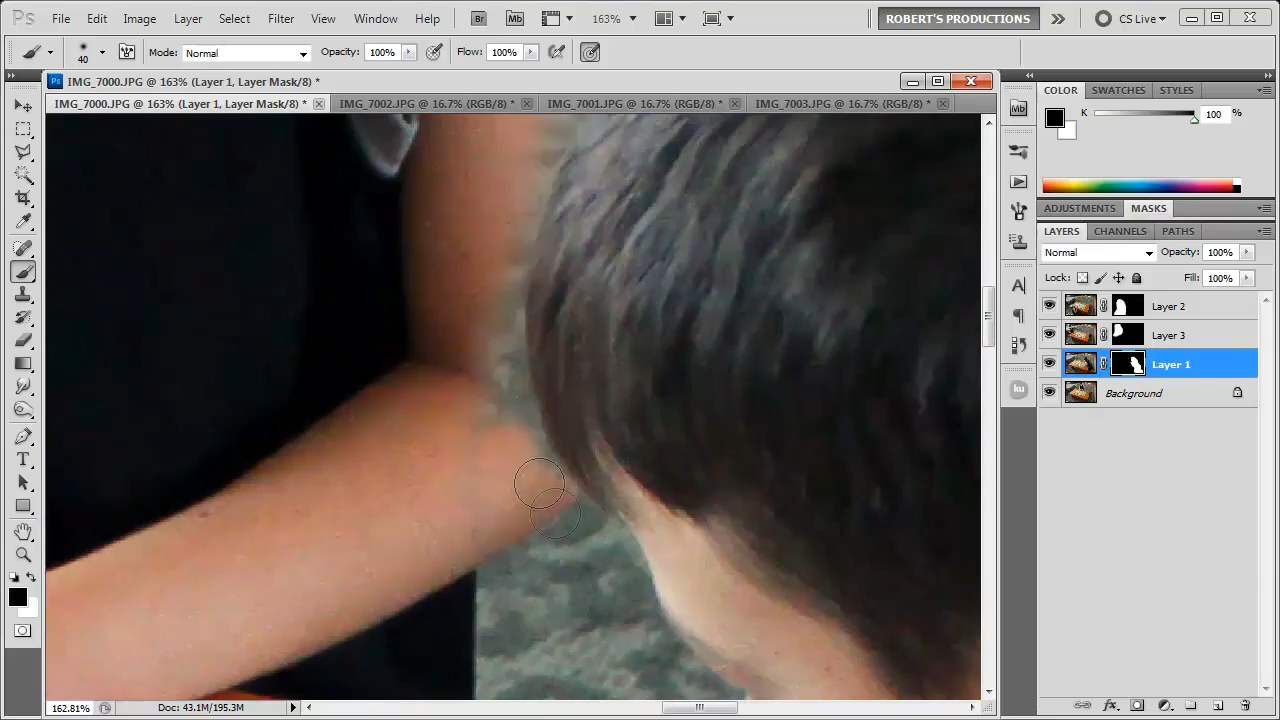 Ps File Edit Image Layer Select Filter View Window Help Br Mb 163% ROBERT'S PRODUCTIONS CS Live
40 Mode: Normal Opacity: 100% Flow: 100%
Ps IMG_7000.JPG @ 163% (Layer 1, Layer Mask/8) *
IMG_7000.JPG @ 163% (Layer 1, Layer Mask/8) * IMG_7002.JPG @ 16.7% (RGB/8) * IMG_7001.JPG @ 16.7% (RGB/8) * IMG_7003.JPG @ 16.7% (RGB/8) *
COLOR SWATCHES STYLES
Mb
K 100 %
ADJUSTMENTS MASKS
LAYERS CHANNELS PATHS
Normal Opacity: 100%
Lock: Fill: 100%
Layer 2
Layer 3
Layer 1
Background
A
ku
T
fx
162.81% Doc: 43.1M/195.3M